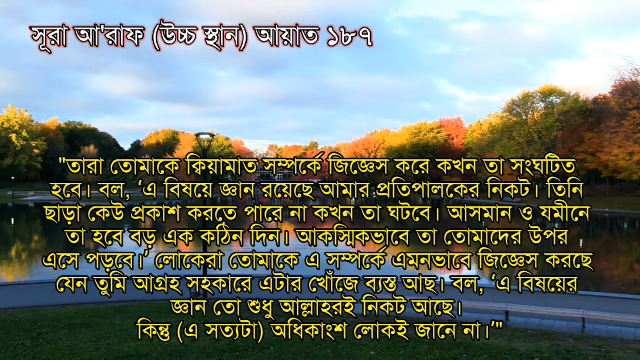 সূরা আ'রাফ (উচ্চ স্থান) আয়াত ১৮৭
"তারা তোমাকে ক্বিয়ামাত সম্পর্কে জিজ্ঞেস করে কখন তা সংঘটিত
হবে। বল, ‘এ বিষয়ে জ্ঞান রয়েছে আমার প্রতিপালকের নিকট। তিনি
ছাড়া কেউ প্রকাশ করতে পারে না কখন তা ঘটবে। আসমান ও যমীনে
তা হবে বড় এক কঠিন দিন। আকস্মিকভাবে তা তোমাদের উপর
এসে পড়বে।’ লোকেরা তোমাকে এ সম্পর্কে এমনভাবে জিজ্ঞেস করছে
যেন তুমি আগ্রহ সহকারে এটার খোঁজে ব্যস্ত আছ। বল, ‘এ বিষয়ের
জ্ঞান তো শুধু আল্লাহরই নিকট আছে।
কিন্তু (এ সত্যটা) অধিকাংশ লোকই জানে না।’"